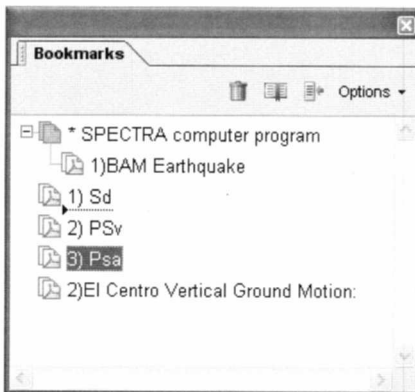 Bookmarks
Options
* SPECTRA computer program
1)BAM Earthquake
1) Sd
2) PSv
3) Psa
2)El Centro Vertical Ground Motion: